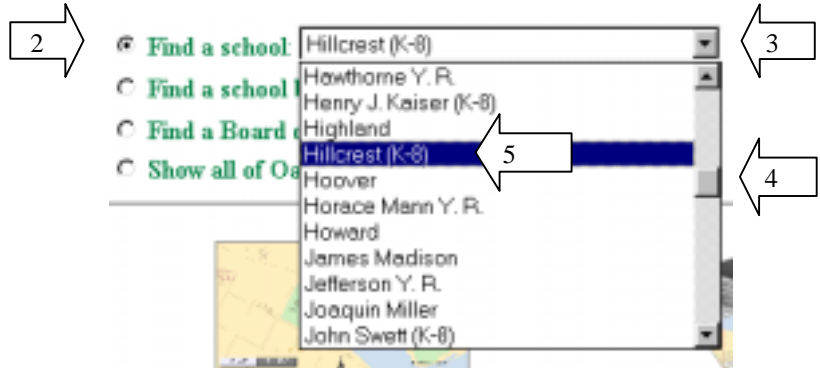 2 Find a school: Hillcrest (K-8) 3
Hawthorne Y. R.
Find a school
Henry J. Kaiser (K-8)
Find a Board
Highland
Hillcrest (K-8) 5
Show all of Oa
Hoover
4
Horace Mann Y. R.
Howard
James Madison
Jefferson Y. R.
Joaquin Miller
John Swett (K-8)